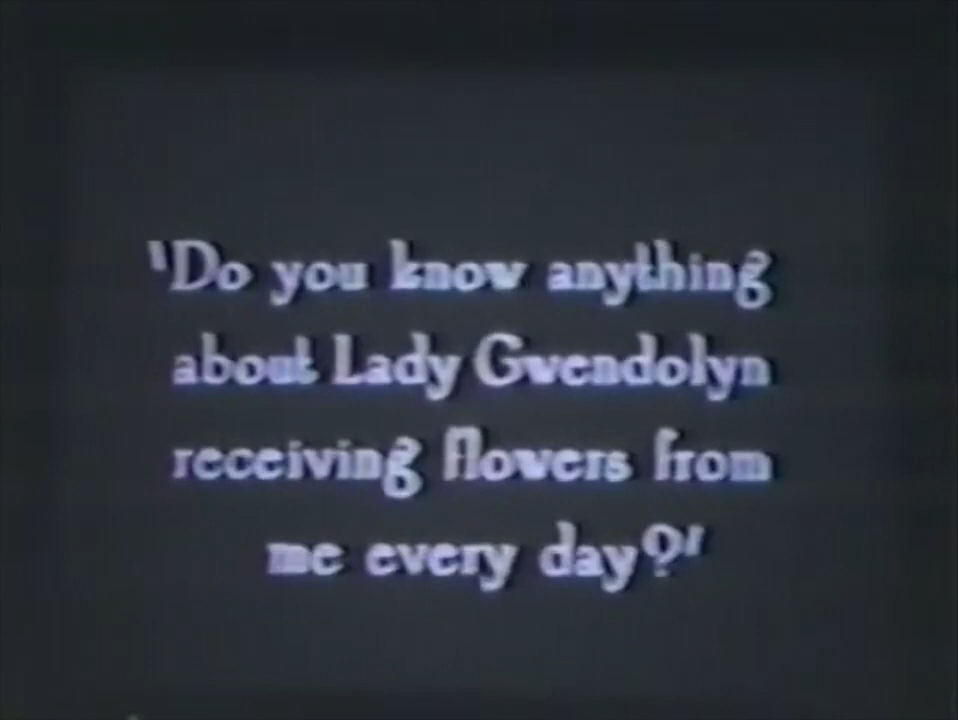 "Do you know anything
about Lady Gwendolyn
receiving flowers from
me every day?"